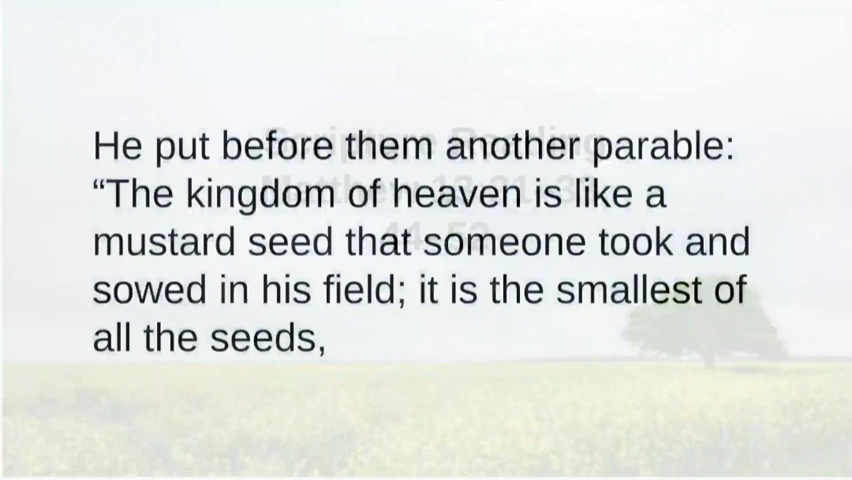 He put before them another parable:
“The kingdom of heaven is like a
mustard seed that someone took and
sowed in his field; it is the smallest of
all the seeds,